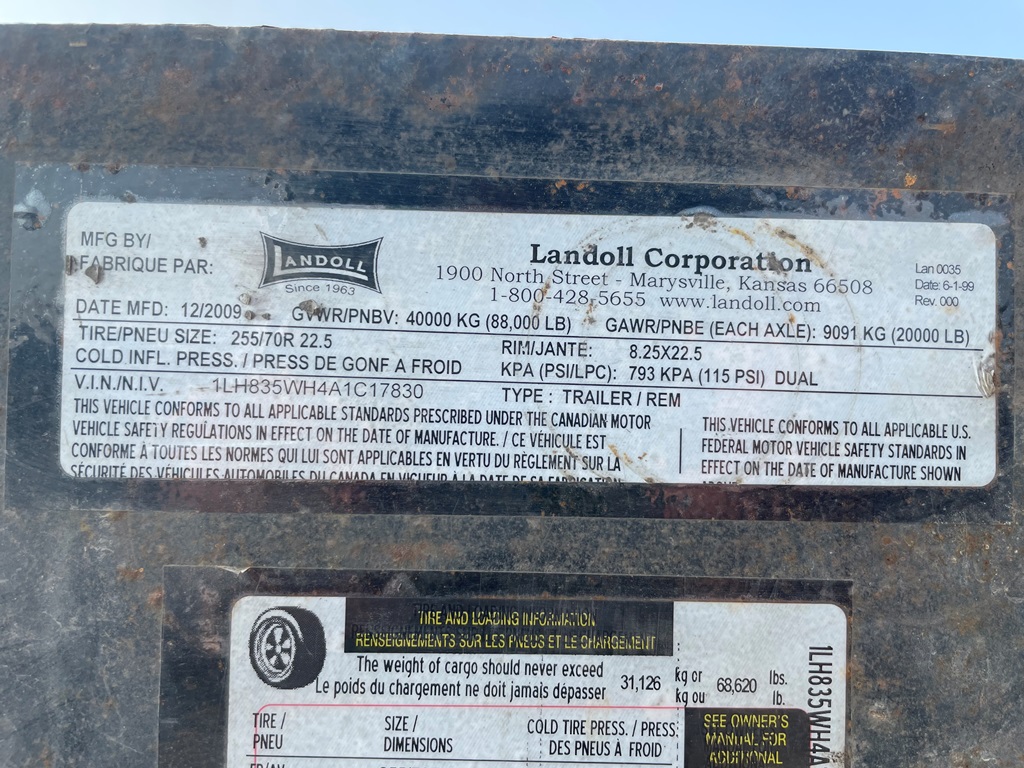 MFG BY/
FABRIQUE PAR:
LANDOLL
Since 1963
Landoll Corporation
1900 North Street - Marysville, Kansas 66508
1-800-428-5655 www.landoll.com
Lan 0035
Date: 6-1-99
Rev. 000
DATE MFD: 12/2009 GVWR/PNBV: 40000 KG (88,000 LB) GAWR/PNBE (EACH AXLE): 9091 KG (20000 LB)
TIRE/PNEU SIZE: 255/70R 22.5 RIM/JANTE: 8.25X22.5
COLD INFL. PRESS. / PRESS DE GONF A FROID KPA (PSI/LPC): 793 KPA (115 PSI) DUAL
V.I.N./N.I.V. 1LH835WH4A1C17830 TYPE : TRAILER / REM
THIS VEHICLE CONFORMS TO ALL APPLICABLE STANDARDS PRESCRIBED UNDER THE CANADIAN MOTOR
VEHICLE SAFETY REGULATIONS IN EFFECT ON THE DATE OF MANUFACTURE. / CE VÉHICULE EST
CONFORME À TOUTES LES NORMES QUI LUI SONT APPLICABLES EN VERTU DU RÈGLEMENT SUR LA
SÉCURITÉ DES VÉHICULES AUTOMOBILES DU CANADA EN VIGUEUR À LA DATE DE SA FABRICATION
THIS VEHICLE CONFORMS TO ALL APPLICABLE U.S.
FEDERAL MOTOR VEHICLE SAFETY STANDARDS IN
EFFECT ON THE DATE OF MANUFACTURE SHOWN
TIRE AND LOADING INFORMATION
RENSEIGNEMENTS SUR LES PNEUS ET LE CHARGEMENT
The weight of cargo should never exceed
Le poids du chargement ne doit jamais dépasser
31,126 kg or
kg ou 68,620 lbs.
lb.
TIRE /
PNEU
SIZE /
DIMENSIONS
COLD TIRE PRESS. / PRESS
DES PNEUS À FROID
SEE OWNER'S
MANUAL FOR
ADDITIONAL
1LH835WH4A